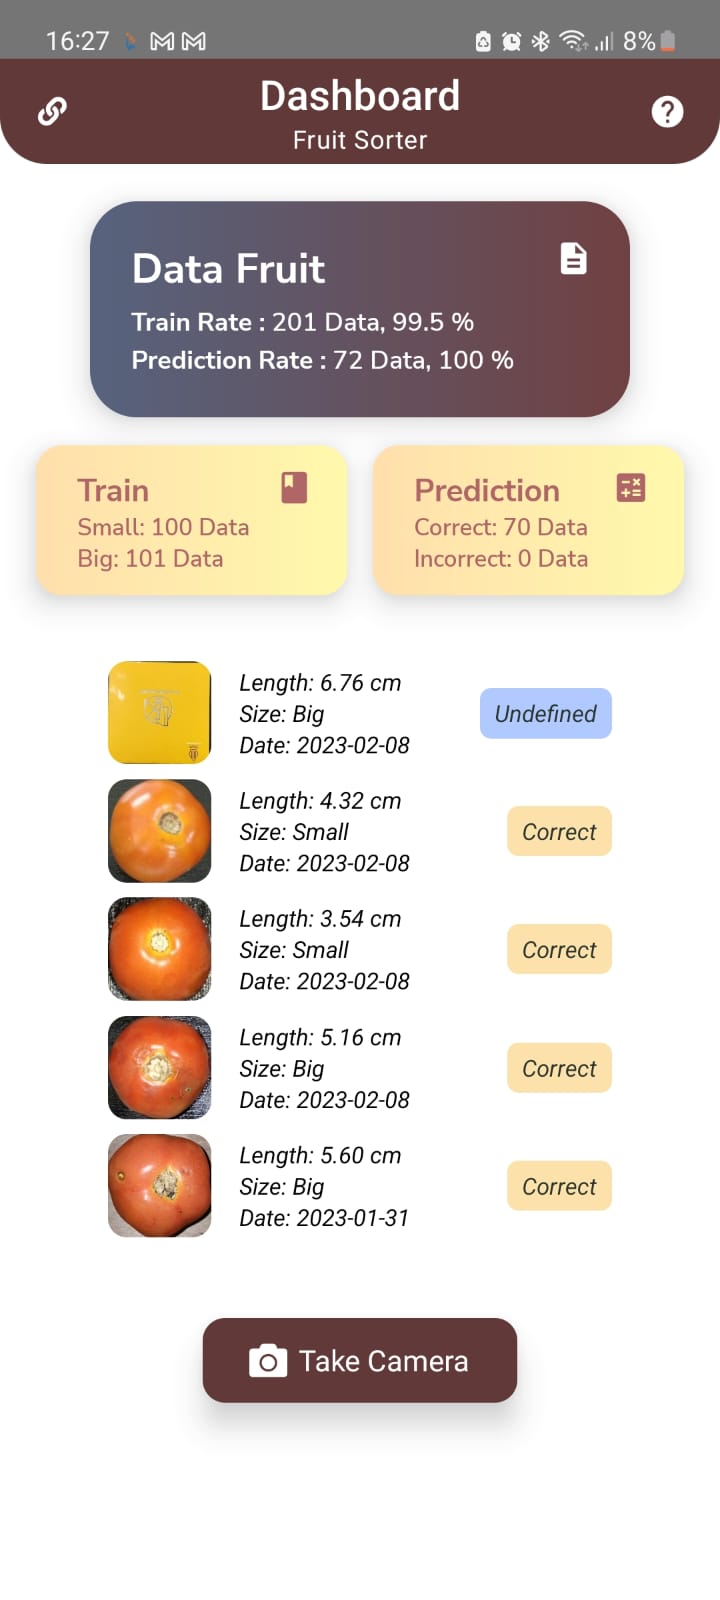 16:27
8%
Dashboard
Fruit Sorter
Data Fruit
Train Rate : 201 Data, 99.5 %
Prediction Rate : 72 Data, 100 %
Train
Small: 100 Data
Big: 101 Data
Prediction
Correct: 70 Data
Incorrect: 0 Data
Length: 6.76 cm
Size: Big
Date: 2023-02-08
Undefined
Length: 4.32 cm
Size: Small
Date: 2023-02-08
Correct
Length: 3.54 cm
Size: Small
Date: 2023-02-08
Correct
Length: 5.16 cm
Size: Big
Date: 2023-02-08
Correct
Length: 5.60 cm
Size: Big
Date: 2023-01-31
Correct
Take Camera